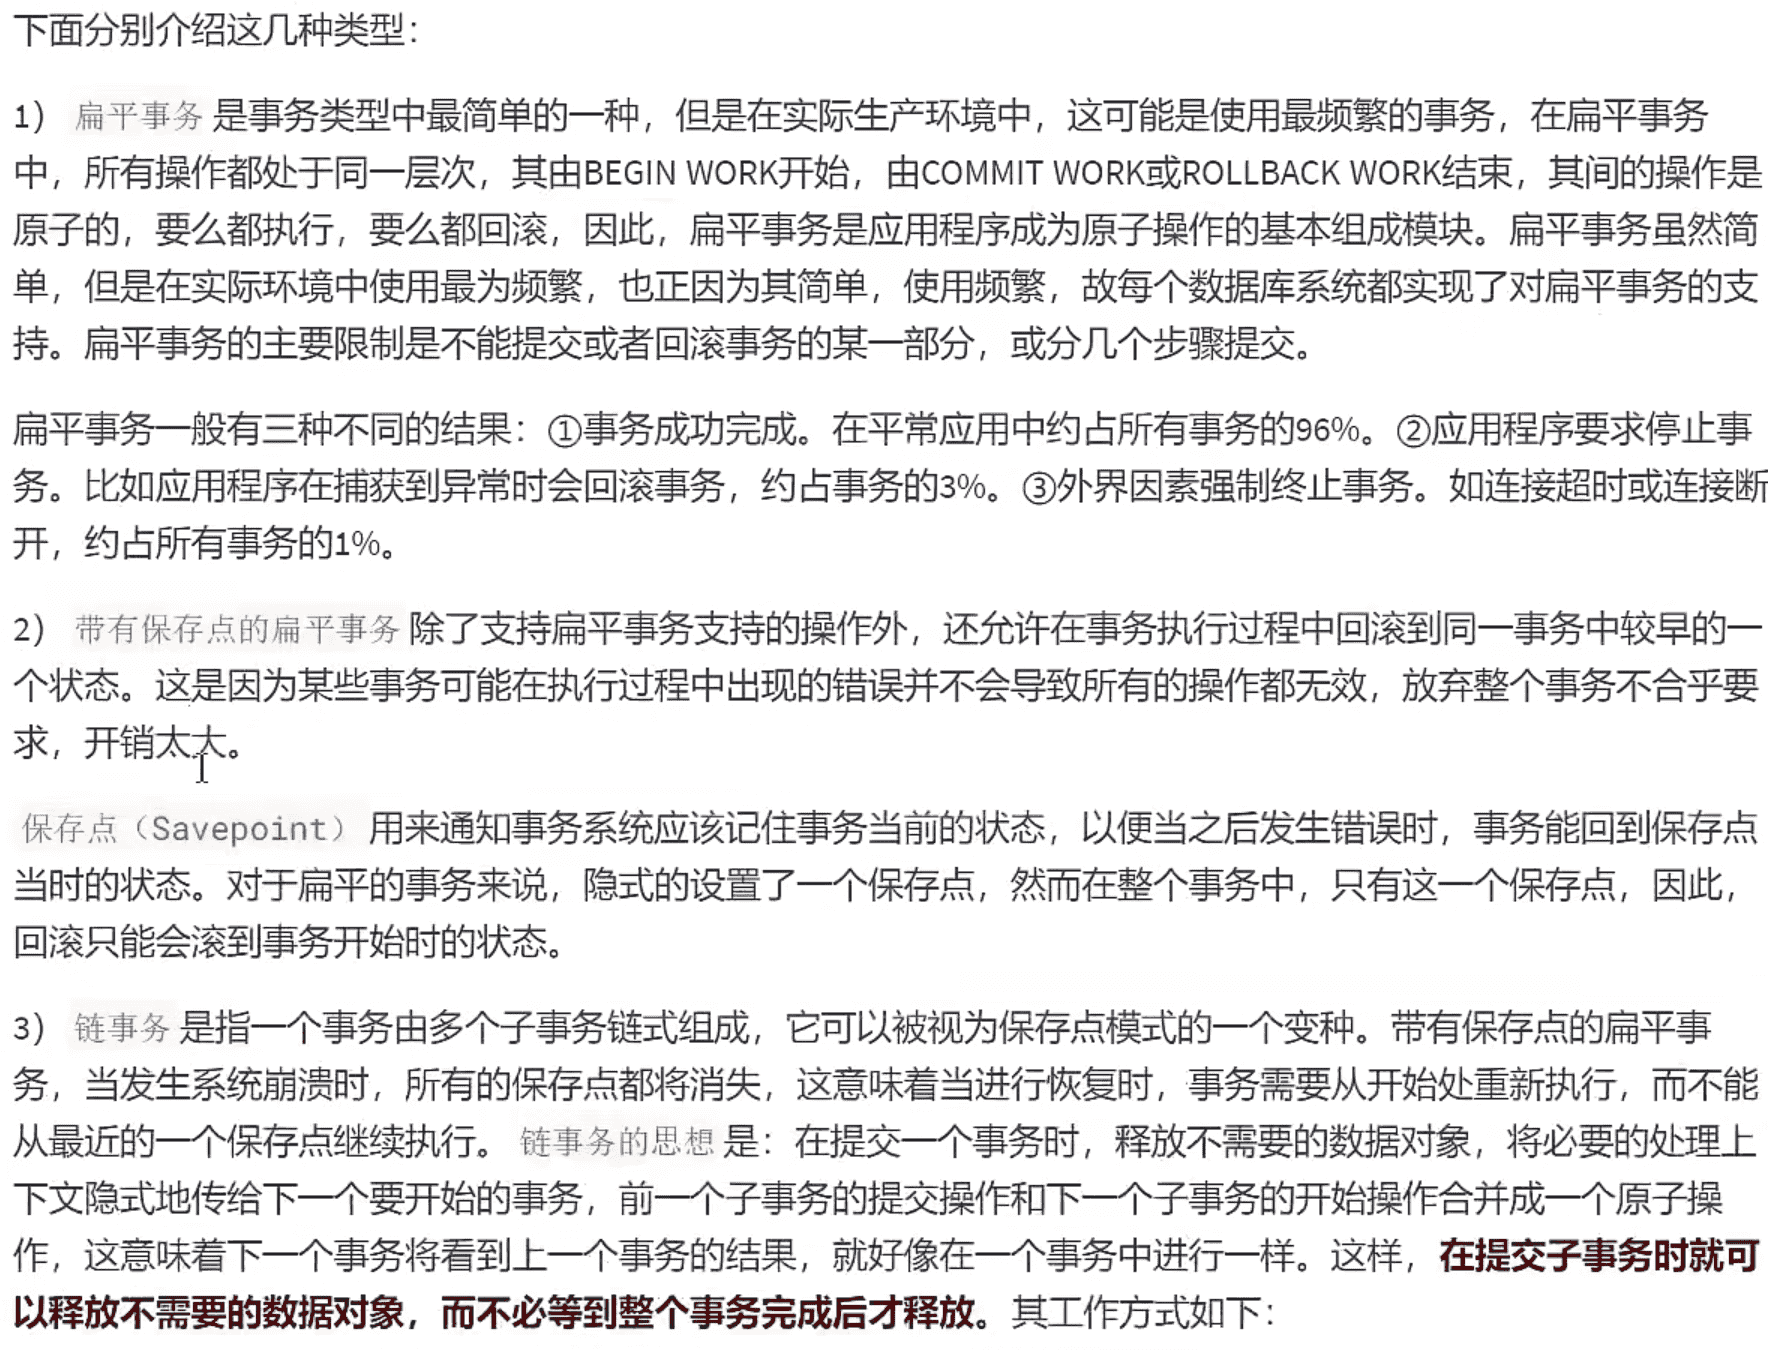 下面分别介绍这几种类型：
1） 扁平事务 是事务类型中最简单的一种，但是在实际生产环境中，这可能是使用最频繁的事务，在扁平事务
中，所有操作都处于同一层次，其由BEGIN WORK开始，由COMMIT WORK或ROLLBACK WORK结束，其间的操作是
原子的，要么都执行，要么都回滚，因此，扁平事务是应用程序成为原子操作的基本组成模块。扁平事务虽然简
单，但是在实际环境中使用最为频繁，也正因为其简单，使用频繁，故每个数据库系统都实现了对扁平事务的支
持。扁平事务的主要限制是不能提交或者回滚事务的某一部分，或分几个步骤提交。
扁平事务一般有三种不同的结果：①事务成功完成。在平常应用中约占所有事务的96%。②应用程序要求停止事
务。比如应用程序在捕获到异常时会回滚事务，约占事务的3%。③外界因素强制终止事务。如连接超时或连接断
开，约占所有事务的1%。
2） 带有保存点的扁平事务 除了支持扁平事务支持的操作外，还允许在事务执行过程中回滚到同一事务中较早的一
个状态。这是因为某些事务可能在执行过程中出现的错误并不会导致所有的操作都无效，放弃整个事务不合乎要
求，开销太大。
保存点（Savepoint） 用来通知事务系统应该记住事务当前的状态，以便当之后发生错误时，事务能回到保存点
当时的状态。对于扁平的事务来说，隐式的设置了一个保存点，然而在整个事务中，只有这一个保存点，因此，
回滚只能会滚到事务开始时的状态。
3） 链事务 是指一个事务由多个子事务链式组成，它可以被视为保存点模式的一个变种。带有保存点的扁平事
务，当发生系统崩溃时，所有的保存点都将消失，这意味着当进行恢复时，事务需要从开始处重新执行，而不能
从最近的一个保存点继续执行。 链事务的思想 是：在提交一个事务时，释放不需要的数据对象，将必要的处理上
下文隐式地传给下一个要开始的事务，前一个子事务的提交操作和下一个子事务的开始操作合并成一个原子操
作，这意味着下一个事务将看到上一个事务的结果，就好像在一个事务中进行一样。这样，在提交子事务时就可
以释放不需要的数据对象，而不必等到整个事务完成后才释放。其工作方式如下：